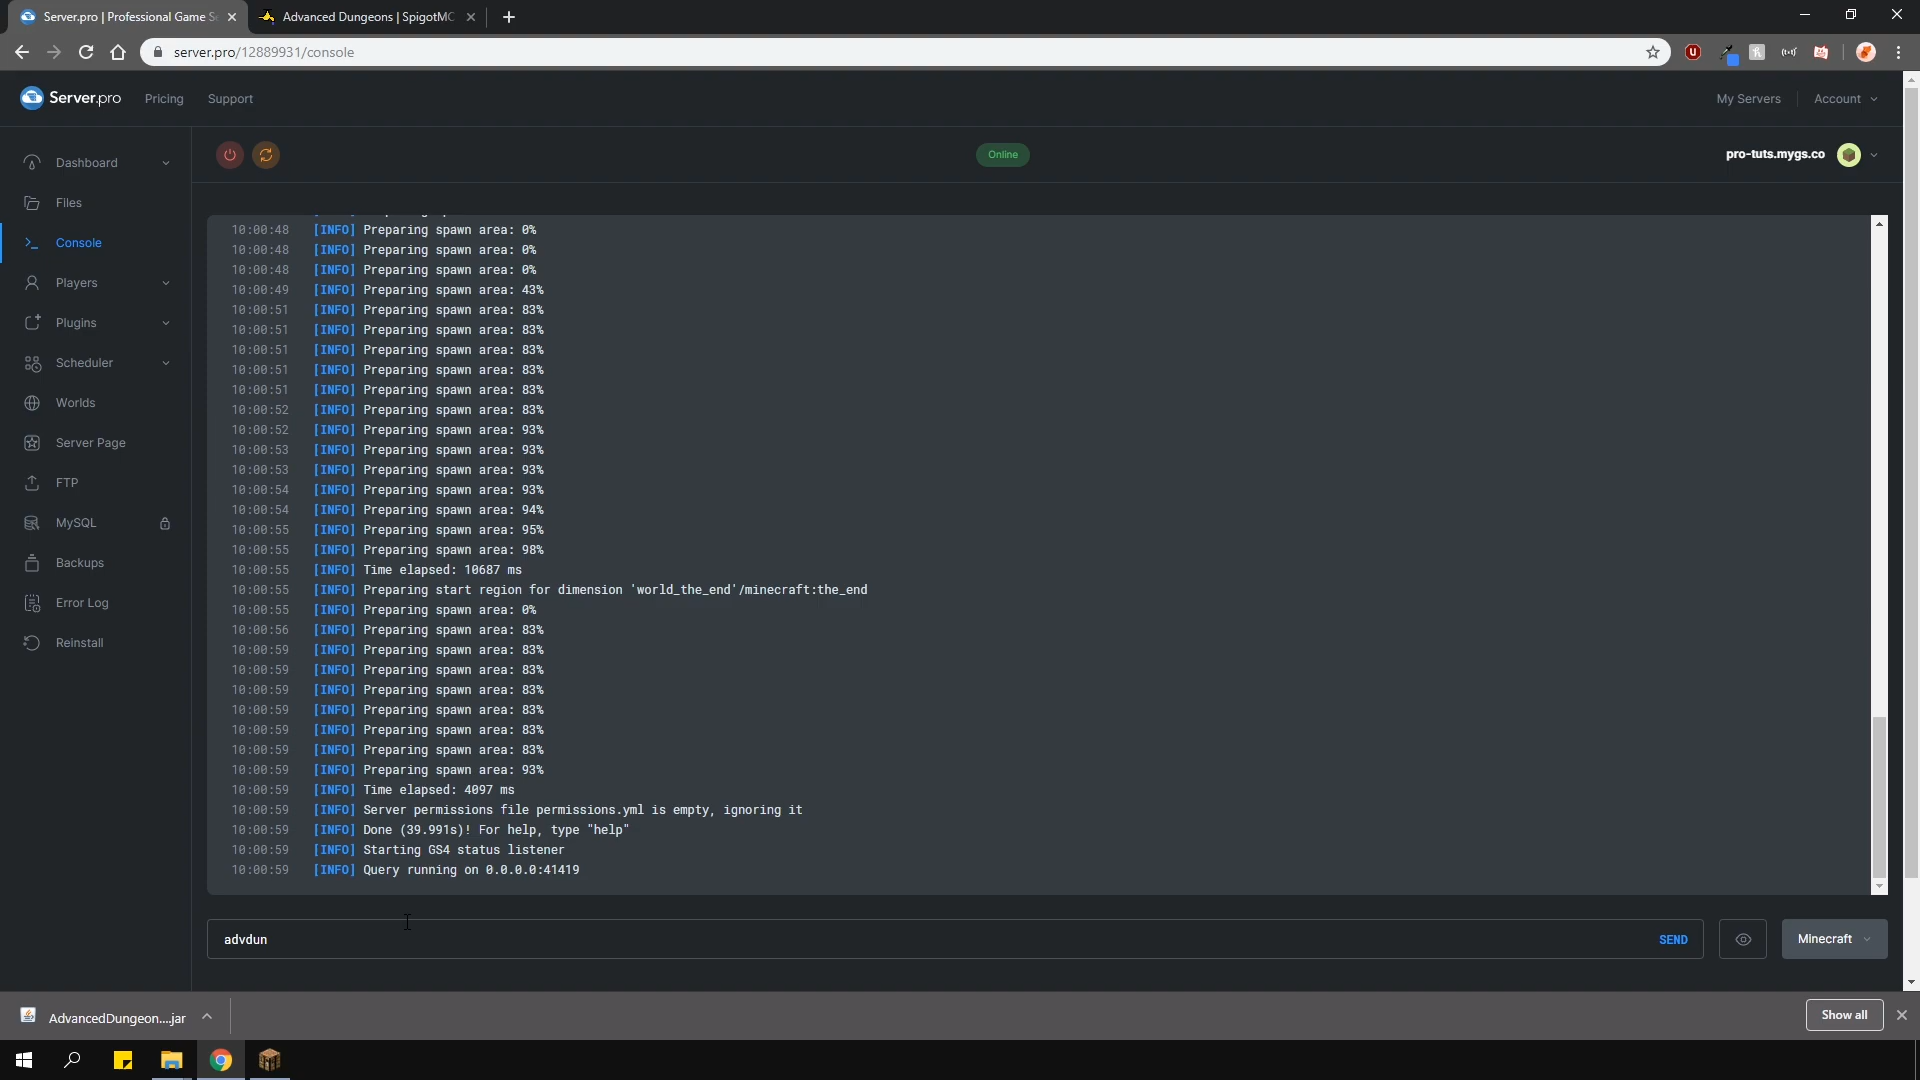 Server.pro | Professional Game S
Advanced Dungeons | SpigotMC
server.pro/12889931/console
Server.pro
Pricing
Support
My Servers
Account
Dashboard
Files
Console
Players
Plugins
Scheduler
Worlds
Server Page
FTP
MySQL
Backups
Error Log
Reinstall
Online
pro-tuts.mygs.co
10:00:48 [INFO] Preparing spawn area: 0%
10:00:48 [INFO] Preparing spawn area: 0%
10:00:48 [INFO] Preparing spawn area: 0%
10:00:49 [INFO] Preparing spawn area: 43%
10:00:51 [INFO] Preparing spawn area: 83%
10:00:51 [INFO] Preparing spawn area: 83%
10:00:51 [INFO] Preparing spawn area: 83%
10:00:51 [INFO] Preparing spawn area: 83%
10:00:51 [INFO] Preparing spawn area: 83%
10:00:52 [INFO] Preparing spawn area: 83%
10:00:52 [INFO] Preparing spawn area: 93%
10:00:53 [INFO] Preparing spawn area: 93%
10:00:53 [INFO] Preparing spawn area: 93%
10:00:54 [INFO] Preparing spawn area: 93%
10:00:54 [INFO] Preparing spawn area: 94%
10:00:55 [INFO] Preparing spawn area: 95%
10:00:55 [INFO] Preparing spawn area: 98%
10:00:55 [INFO] Time elapsed: 10687 ms
10:00:55 [INFO] Preparing start region for dimension 'world_the_end'/minecraft:the_end
10:00:55 [INFO] Preparing spawn area: 0%
10:00:56 [INFO] Preparing spawn area: 83%
10:00:59 [INFO] Preparing spawn area: 83%
10:00:59 [INFO] Preparing spawn area: 83%
10:00:59 [INFO] Preparing spawn area: 83%
10:00:59 [INFO] Preparing spawn area: 83%
10:00:59 [INFO] Preparing spawn area: 83%
10:00:59 [INFO] Preparing spawn area: 83%
10:00:59 [INFO] Preparing spawn area: 93%
10:00:59 [INFO] Time elapsed: 4097 ms
10:00:59 [INFO] Server permissions file permissions.yml is empty, ignoring it
10:00:59 [INFO] Done (39.991s)! For help, type "help"
10:00:59 [INFO] Starting GS4 status listener
10:00:59 [INFO] Query running on 0.0.0.0:41419
advdun
SEND
Minecraft
AdvancedDungeon....jar
Show all